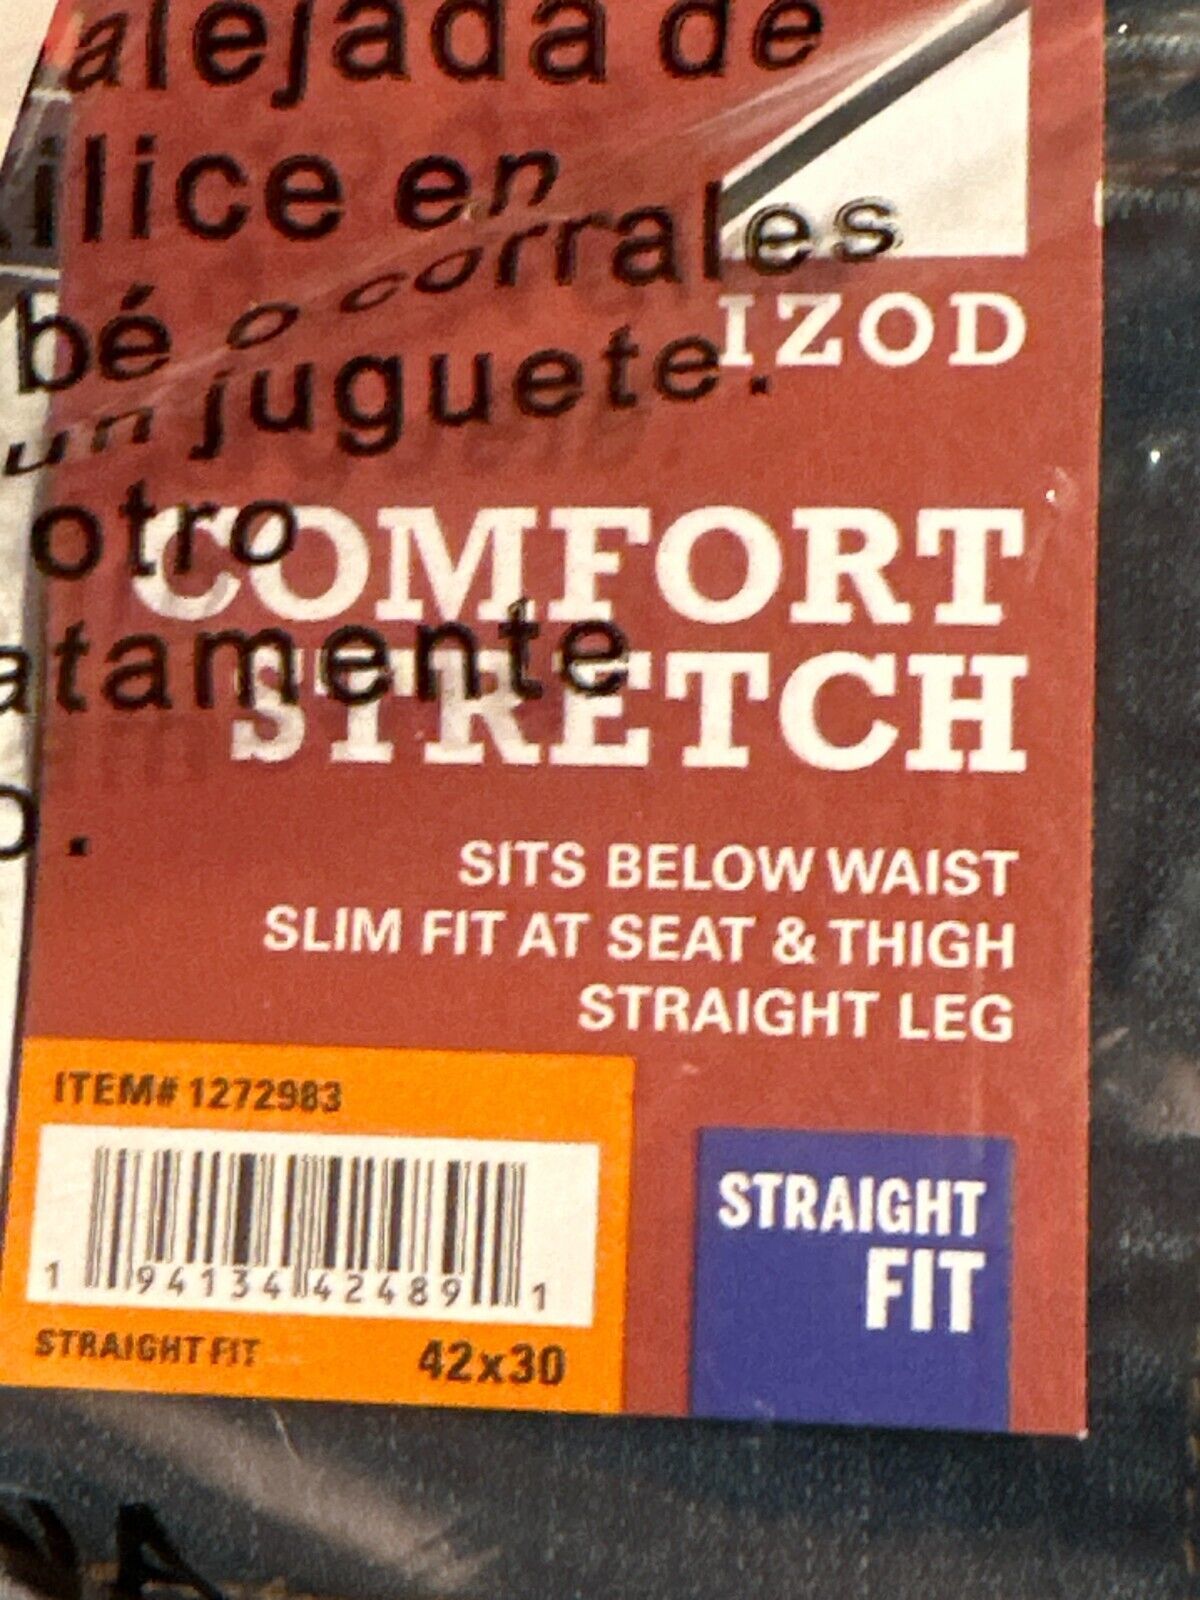 alejada de
ilice en
bé o corrales
un juguete.
otro
atamente
o.
IZOD
COMFORT
STRETCH
SITS BELOW WAIST
SLIM FIT AT SEAT & THIGH
STRAIGHT LEG
ITEM# 1272983
1 94134 42489 1
STRAIGHT FIT 42x30
STRAIGHT
FIT